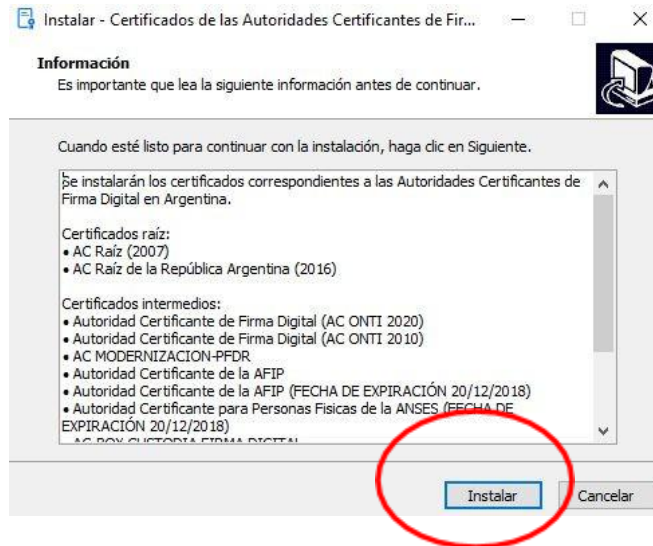 Instalar - Certificados de las Autoridades Certificantes de Fir...
Información
Es importante que lea la siguiente información antes de continuar.
Cuando esté listo para continuar con la instalación, haga clic en Siguiente.
Se instalarán los certificados correspondientes a las Autoridades Certificantes de
Firma Digital en Argentina.
Certificados raíz:
• AC Raíz (2007)
• AC Raíz de la República Argentina (2016)
Certificados intermedios:
• Autoridad Certificante de Firma Digital (AC ONTI 2020)
• Autoridad Certificante de Firma Digital (AC ONTI 2010)
• AC MODERNIZACION-PFDR
• Autoridad Certificante de la AFIP
• Autoridad Certificante de la AFIP (FECHA DE EXPIRACIÓN 20/12/2018)
• Autoridad Certificante para Personas Fisicas de la ANSES (FECHA DE
EXPIRACIÓN 20/12/2018)
• AC BOX CUSTODIA FIRMA DIGITAL
Instalar
Cancelar